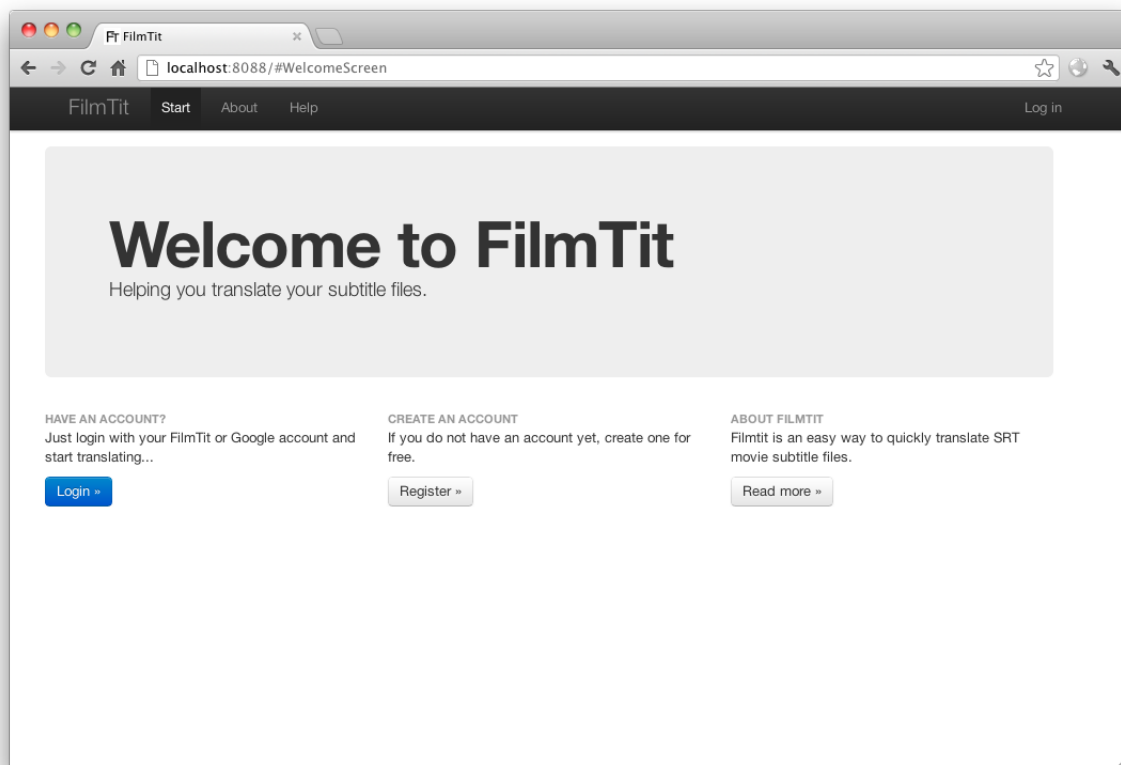 FT FilmTit
localhost:8088/#WelcomeScreen
FilmTit Start About Help Log in
Welcome to FilmTit
Helping you translate your subtitle files.
HAVE AN ACCOUNT?
Just login with your FilmTit or Google account and
start translating...
Login »
CREATE AN ACCOUNT
If you do not have an account yet, create one for
free.
Register »
ABOUT FILMTIT
Filmtit is an easy way to quickly translate SRT
movie subtitle files.
Read more »